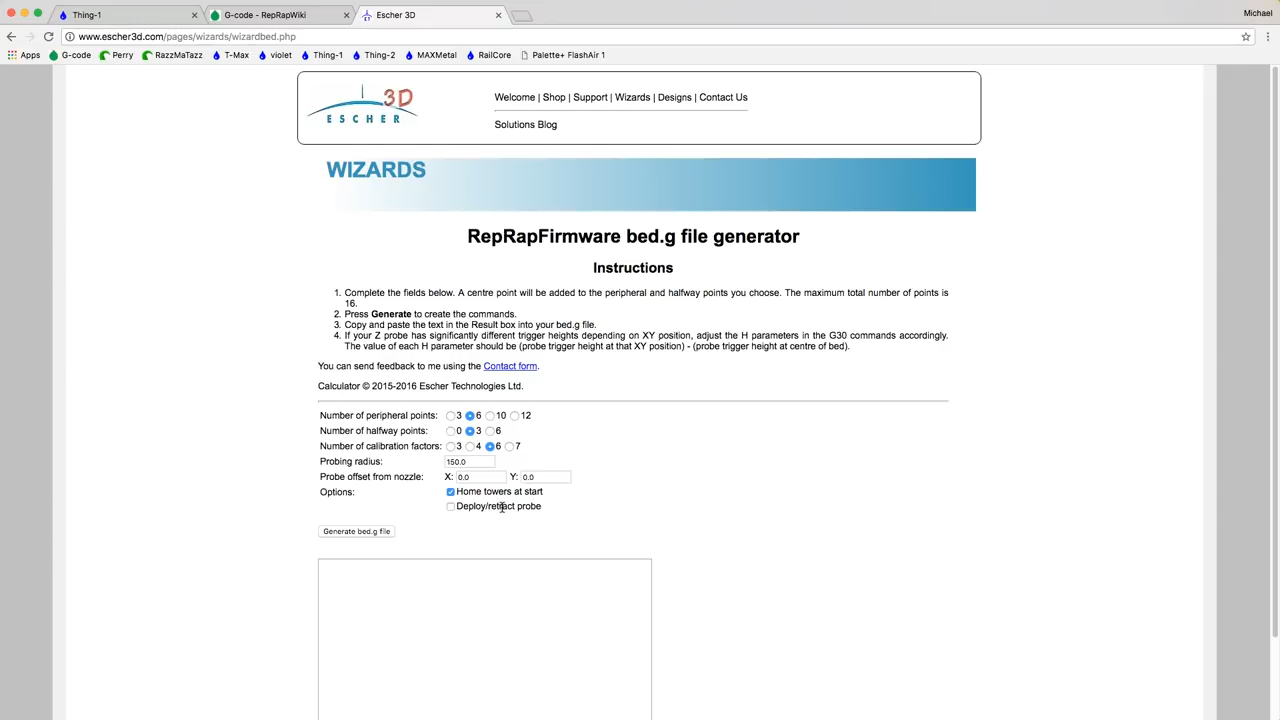 Thing-1
G-code - RepRapWiki
Escher 3D
Michael
www.escher3d.com/pages/wizards/wizardbed.php
Apps G-code Perry RazzMaTazz T-Max violet Thing-1 Thing-2 MAXMetal RailCore Palette+ FlashAir 1
3D
ESCHER
Welcome | Shop | Support | Wizards | Designs | Contact Us
Solutions Blog
WIZARDS
RepRapFirmware bed.g file generator
Instructions
1. Complete the fields below. A centre point will be added to the peripheral and halfway points you choose. The maximum total number of points is
16.
2. Press Generate to create the commands.
3. Copy and paste the text in the Result box into your bed.g file.
4. If your Z probe has significantly different trigger heights depending on XY position, adjust the H parameters in the G30 commands accordingly.
The value of each H parameter should be (probe trigger height at that XY position) - (probe trigger height at centre of bed).
You can send feedback to me using the Contact form.
Calculator © 2015-2016 Escher Technologies Ltd.
Number of peripheral points: 3 6 10 12
Number of halfway points: 0 3 6
Number of calibration factors: 3 4 6 7
Probing radius: 150.0
Probe offset from nozzle: X: 0.0 Y: 0.0
Options: Home towers at start
Deploy/retract probe
Generate bed.g file